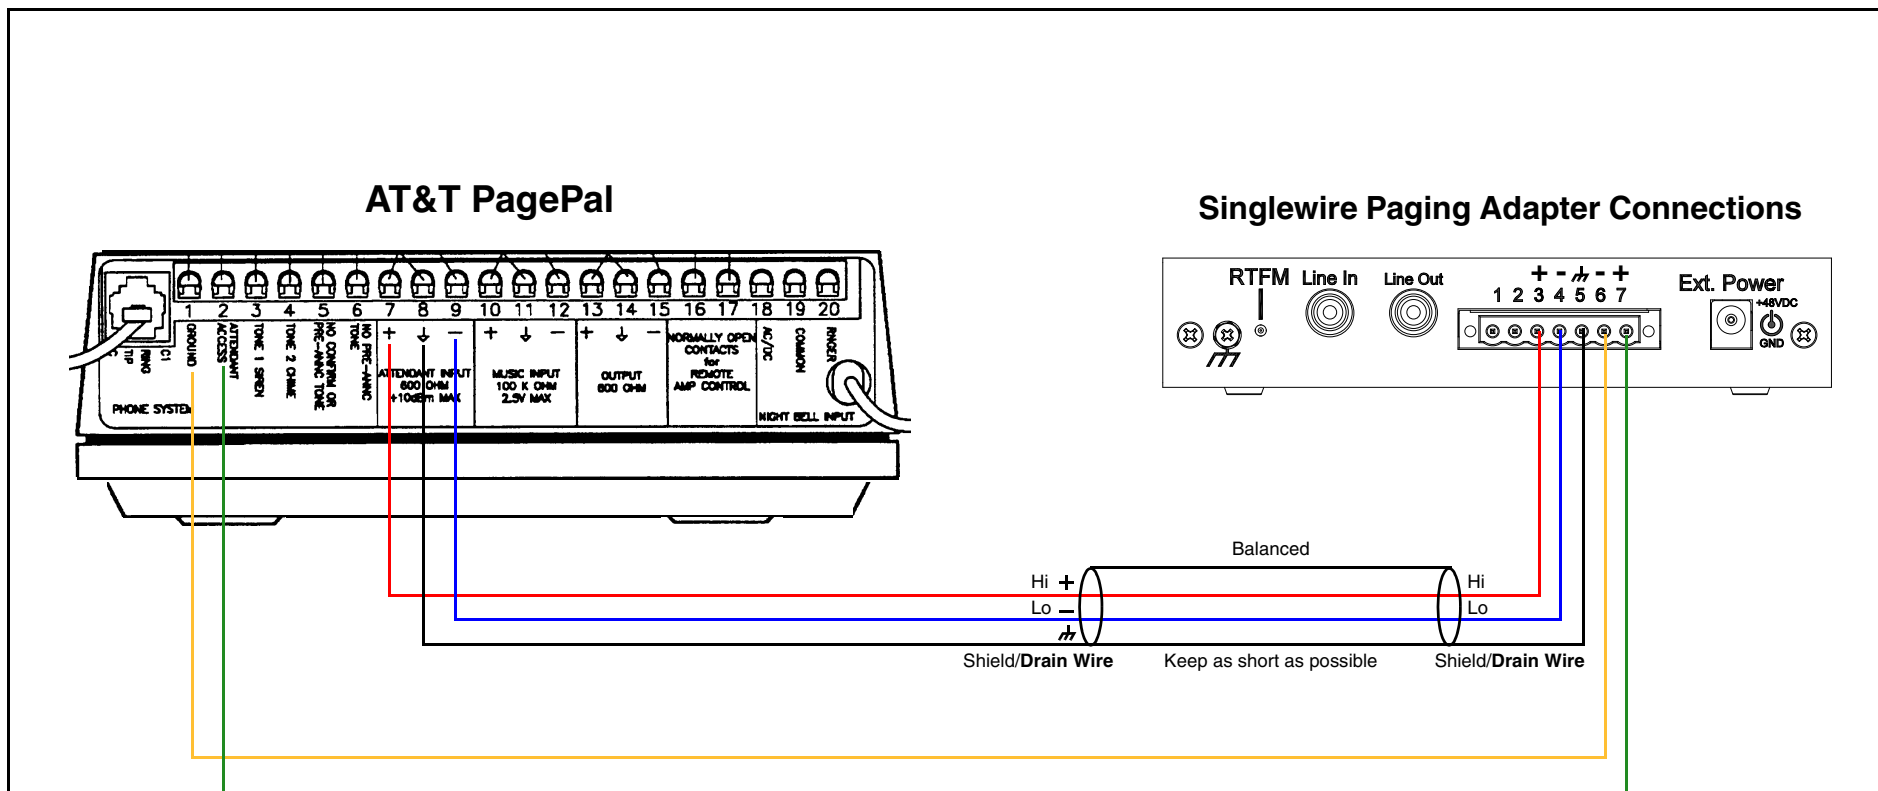 AT&T PagePal
Singlewire Paging Adapter Connections
1 2 3 4 5 6 7 8 9 10 11 12 13 14 15 16 17 18 19 20
GROUND
ATTENDANT
ACCESS
TONE 1 SIREN
TONE 2 CHIME
NO CONFIRM OR
PRE-ANNC TONE
NO PRE-ANNC
TONE
+ −
ATTENDANT INPUT
600 OHM
+10dBm MAX
+ −
MUSIC INPUT
100 K OHM
2.5V MAX
+ −
OUTPUT
600 OHM
NORMALLY OPEN
CONTACTS
for
REMOTE
AMP CONTROL
AC/DC
COMMON
RINGER
NIGHT BELL INPUT
TIP
RING
C1
PHONE SYSTEM
RTFM
Line In
Line Out
+ - - +
1 2 3 4 5 6 7
Ext. Power
+48VDC
GND
Balanced
Hi +
Lo −
Hi
Lo
Shield/Drain Wire
Keep as short as possible
Shield/Drain Wire